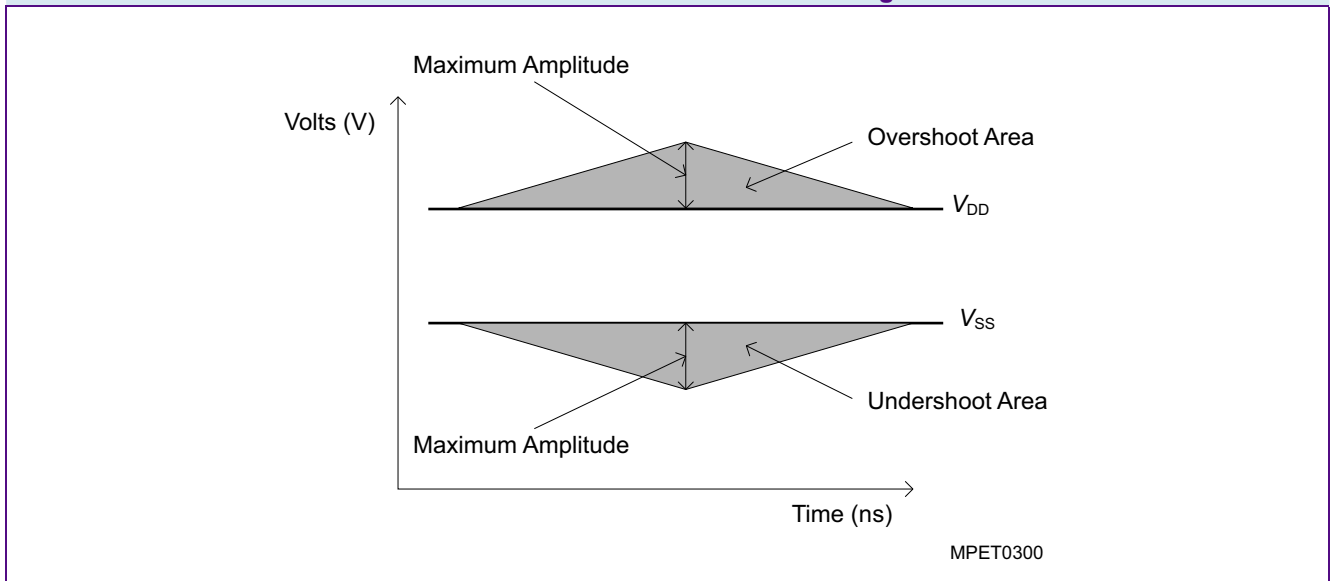 Maximum Amplitude
Volts (V)
Overshoot Area
VDD
VSS
Undershoot Area
Maximum Amplitude
Time (ns)
MPET0300